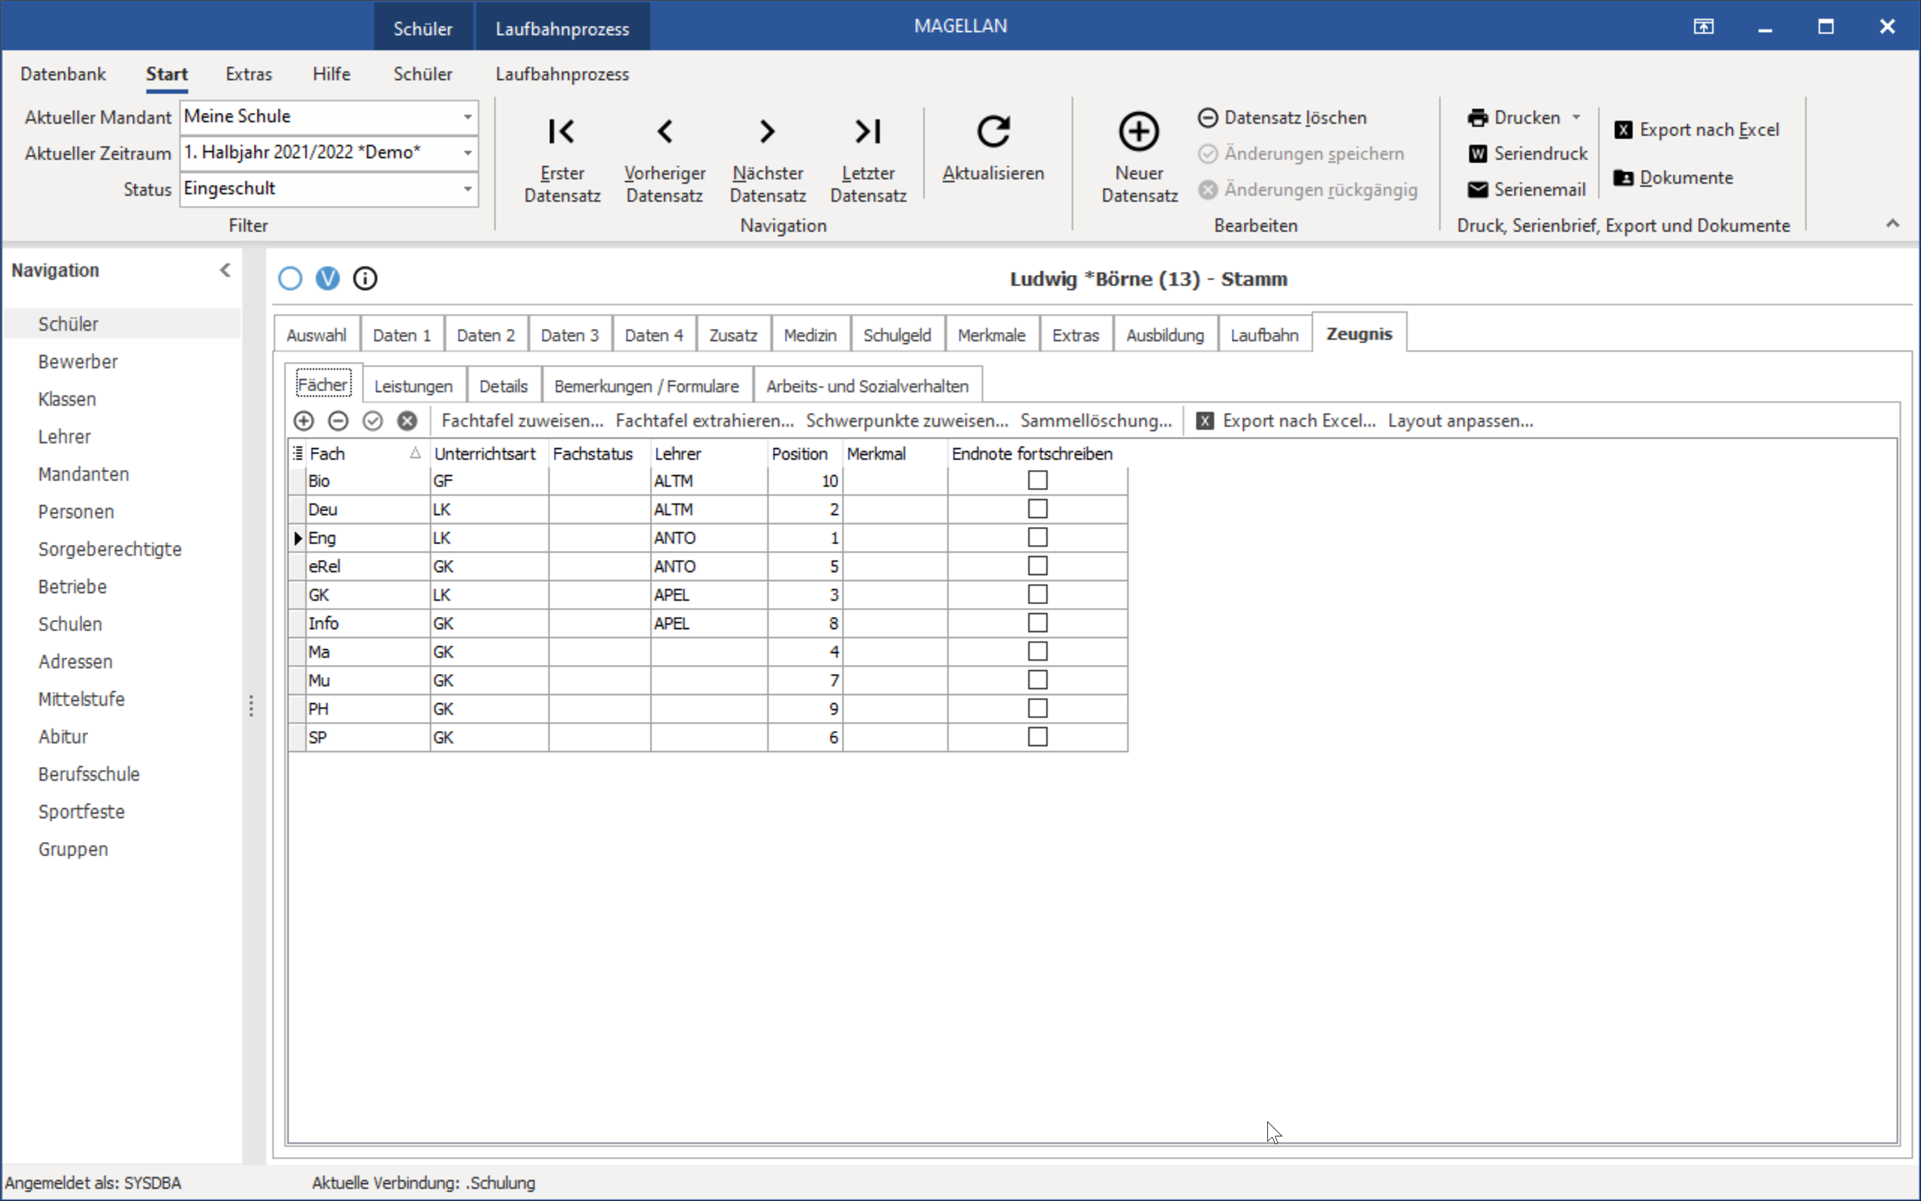 Schüler Laufbahnprozess MAGELLAN
Datenbank Start Extras Hilfe Schüler Laufbahnprozess
Aktueller Mandant Meine Schule
Aktueller Zeitraum 1. Halbjahr 2021/2022 *Demo*
Status Eingeschult
Filter
Erster Datensatz
Vorheriger Datensatz
Nächster Datensatz
Letzter Datensatz
Aktualisieren
Navigation
Neuer Datensatz
Datensatz löschen
Änderungen speichern
Änderungen rückgängig
Bearbeiten
Drucken
W Seriendruck
Serienemail
X Export nach Excel
Dokumente
Druck, Serienbrief, Export und Dokumente
Navigation
Schüler
Bewerber
Klassen
Lehrer
Mandanten
Personen
Sorgeberechtigte
Betriebe
Schulen
Adressen
Mittelstufe
Abitur
Berufsschule
Sportfeste
Gruppen
V Ludwig *Börne (13) - Stamm
Auswahl Daten 1 Daten 2 Daten 3 Daten 4 Zusatz Medizin Schulgeld Merkmale Extras Ausbildung Laufbahn Zeugnis
Fächer Leistungen Details Bemerkungen / Formulare Arbeits- und Sozialverhalten
Fachtafel zuweisen... Fachtafel extrahieren... Schwerpunkte zuweisen... Sammellöschung... X Export nach Excel... Layout anpassen...
Fach Unterrichtsart Fachstatus Lehrer Position Merkmal Endnote fortschreiben
Bio GF ALTM 10
Deu LK ALTM 2
Eng LK ANTO 1
eRel GK ANTO 5
GK LK APEL 3
Info GK APEL 8
Ma GK 4
Mu GK 7
PH GK 9
SP GK 6
Angemeldet als: SYSDBA Aktuelle Verbindung: .Schulung